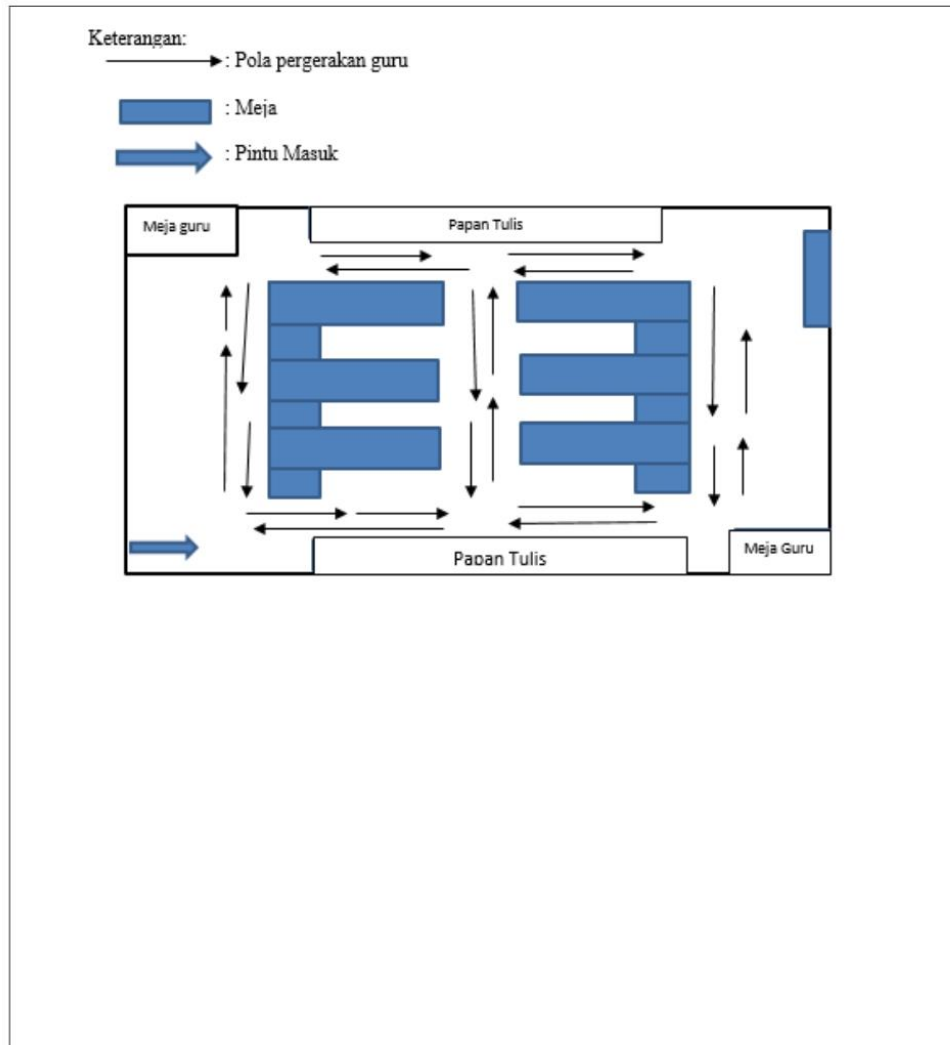 Keterangan:
: Pola pergerakan guru
: Meja
: Pintu Masuk
Meja guru
Papan Tulis
Papan Tulis
Meja Guru